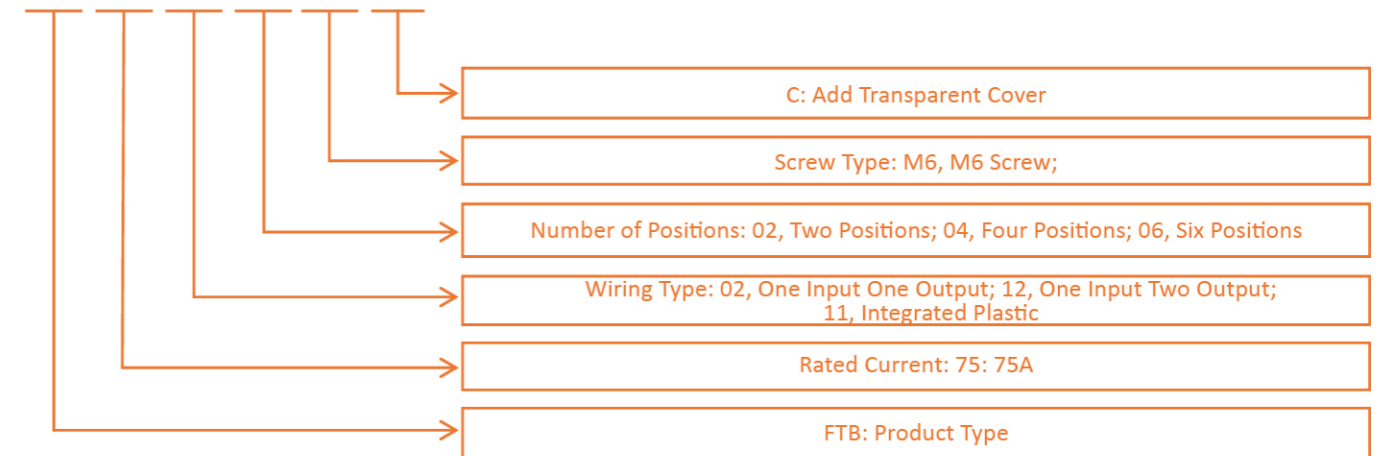 C: Add Transparent Cover
Screw Type: M6, M6 Screw;
Number of Positions: 02, Two Positions; 04, Four Positions; 06, Six Positions
Wiring Type: 02, One Input One Output; 12, One Input Two Output;
11, Integrated Plastic
Rated Current: 75: 75A
FTB: Product Type